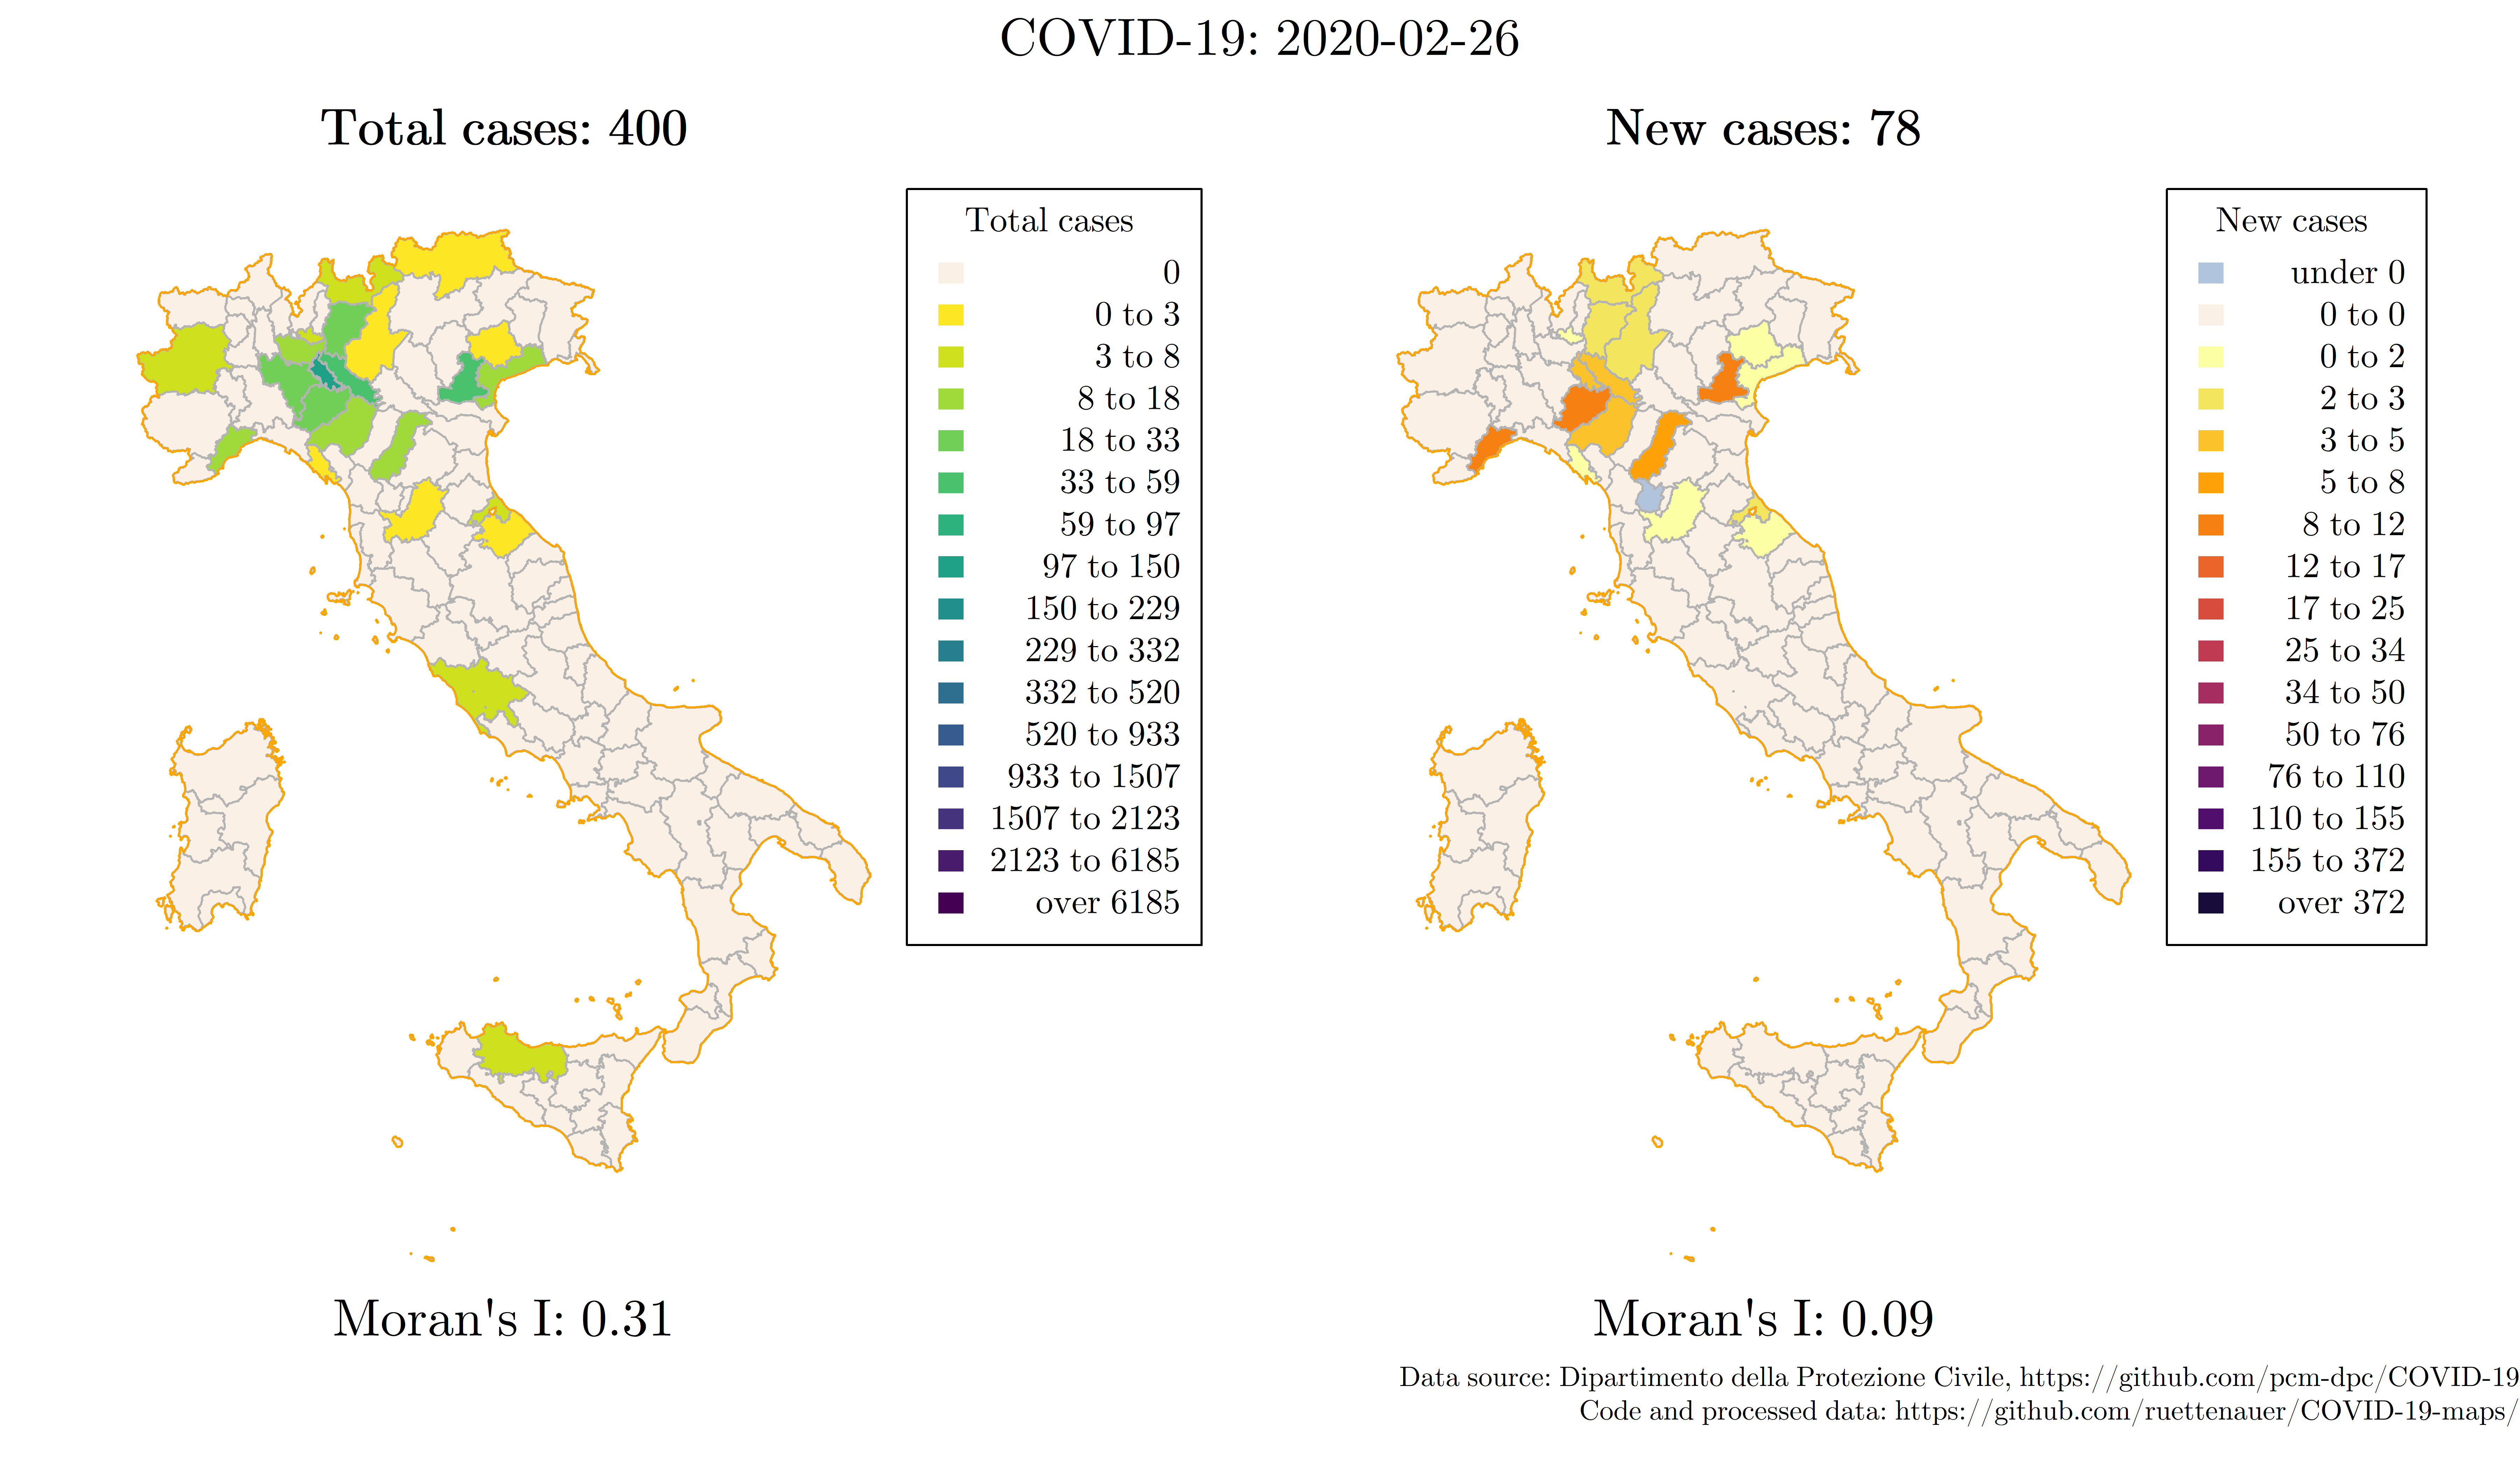 COVID-19: 2020-02-26
Total cases: 400
Total cases
0
0 to 3
3 to 8
8 to 18
18 to 33
33 to 59
59 to 97
97 to 150
150 to 229
229 to 332
332 to 520
520 to 933
933 to 1507
1507 to 2123
2123 to 6185
over 6185
Moran's I: 0.31
New cases: 78
New cases
under 0
0 to 0
0 to 2
2 to 3
3 to 5
5 to 8
8 to 12
12 to 17
17 to 25
25 to 34
34 to 50
50 to 76
76 to 110
110 to 155
155 to 372
over 372
Moran's I: 0.09
Data source: Dipartimento della Protezione Civile, https://github.com/pcm-dpc/COVID-19
Code and processed data: https://github.com/ruettenauer/COVID-19-maps/